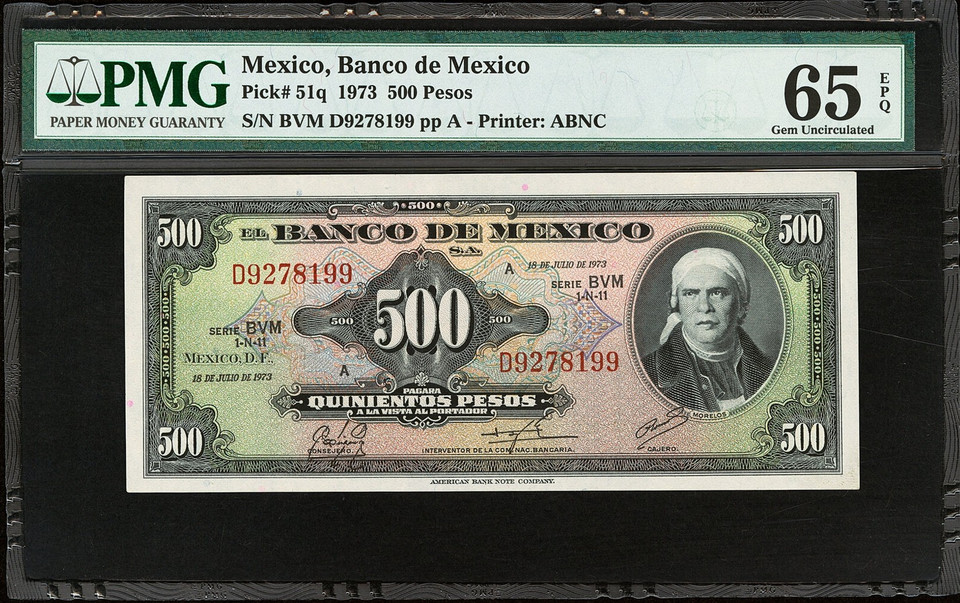 PMG
PAPER MONEY GUARANTY
Mexico, Banco de Mexico
Pick# 51q 1973 500 Pesos
S/N BVM D9278199 pp A - Printer: ABNC
65
EPQ
Gem Uncirculated
500
500
500
EL BANCO DE MEXICO
S.A.
D9278199
A
18 DE JULIO DE 1973
SERIE BVM
1-N-11
500
500
500
SERIE BVM
1-N-11
MEXICO, D. F.,
18 DE JULIO DE 1973
A
D9278199
PAGARA
QUINIENTOS PESOS
A LA VISTA AL PORTADOR
MORELOS
500
500
CONSEJERO.
INTERVENTOR DE LA COM. NAC. BANCARIA.
CAJERO.
AMERICAN BANK NOTE COMPANY.